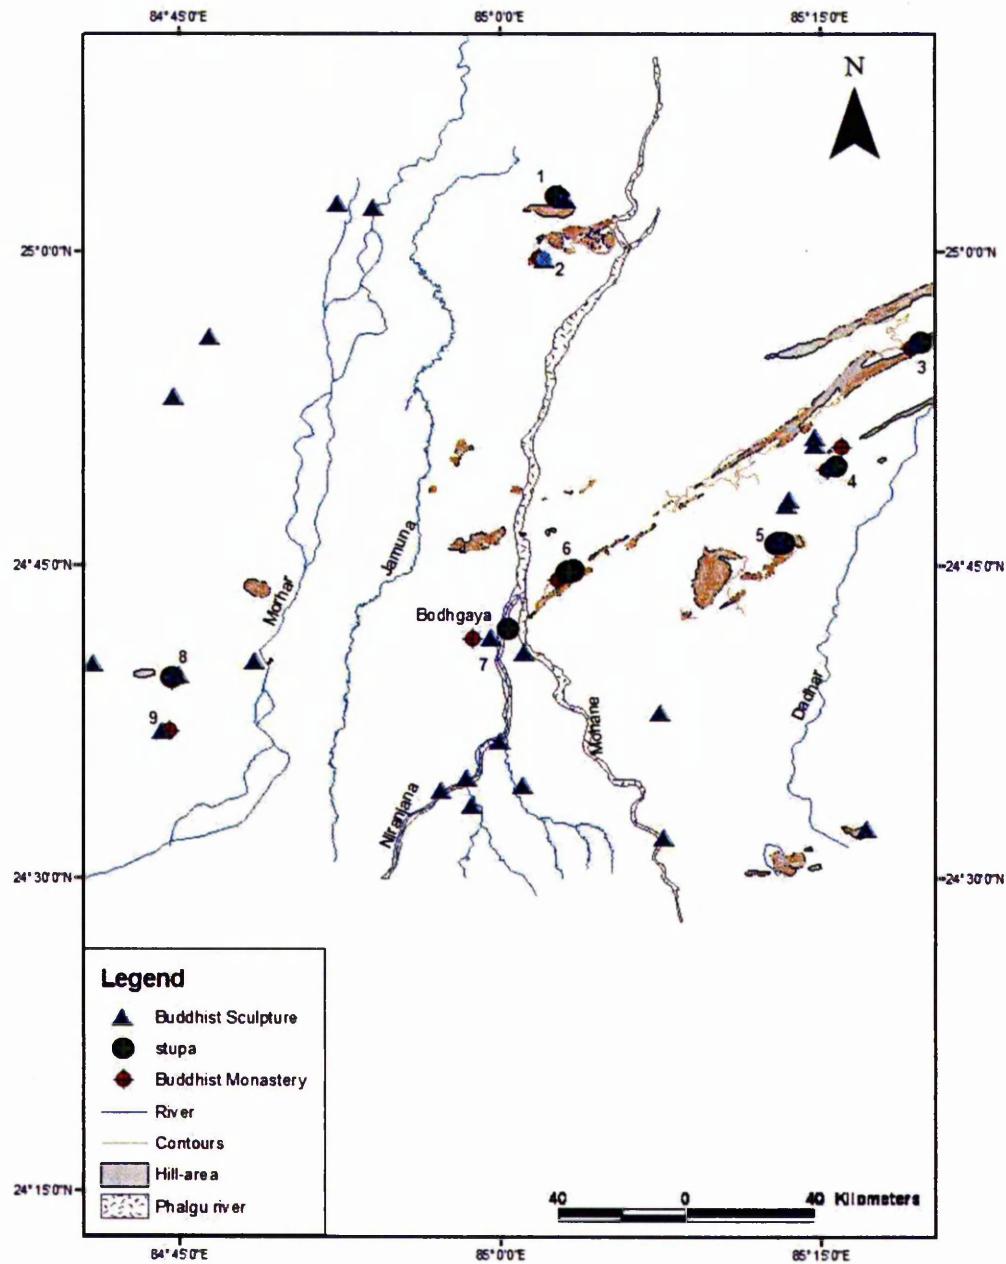 84°45'0"E 85°0'0"E 85°15'0"E
N
1
25°0'0"N 25°0'0"N
2
3
4
5
6
24°45'0"N 24°45'0"N
Jamuna
Morhar
Bodhgaya
7
8
9
Mohane
Dadhar
Niranjana
24°30'0"N 24°30'0"N
Legend
Buddhist Sculpture
stupa
Buddhist Monastery
River
Contours
Hill-area
Phalgu river
24°15'0"N 24°15'0"N
40 0 40 Kilometers
84°45'0"E 85°0'0"E 85°15'0"E